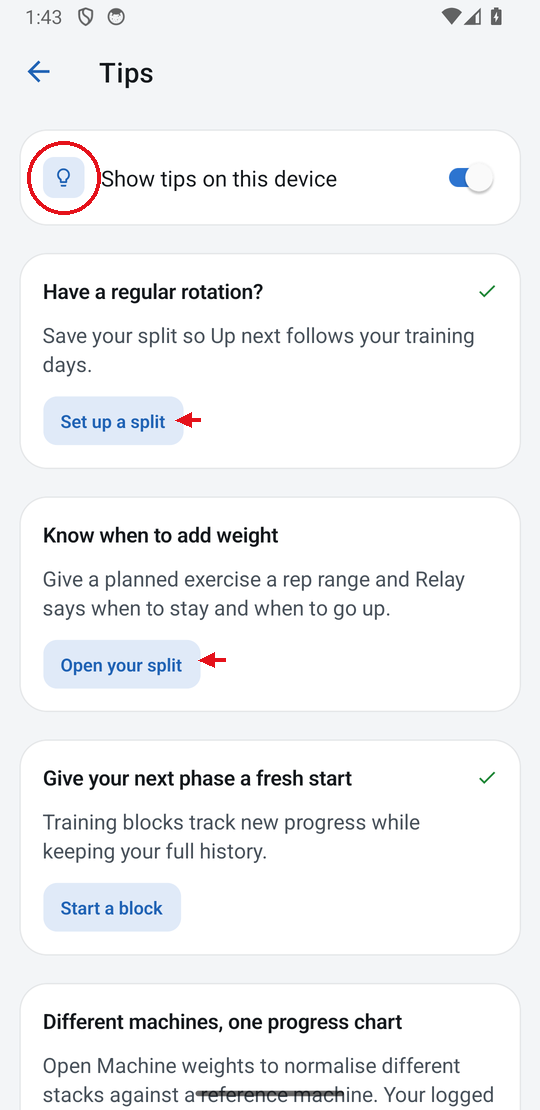 1:43
Tips
Show tips on this device
Have a regular rotation?
Save your split so Up next follows your training
days.
Set up a split
Know when to add weight
Give a planned exercise a rep range and Relay
says when to stay and when to go up.
Open your split
Give your next phase a fresh start
Training blocks track new progress while
keeping your full history.
Start a block
Different machines, one progress chart
Open Machine weights to normalise different
stacks against a reference machine. Your logged